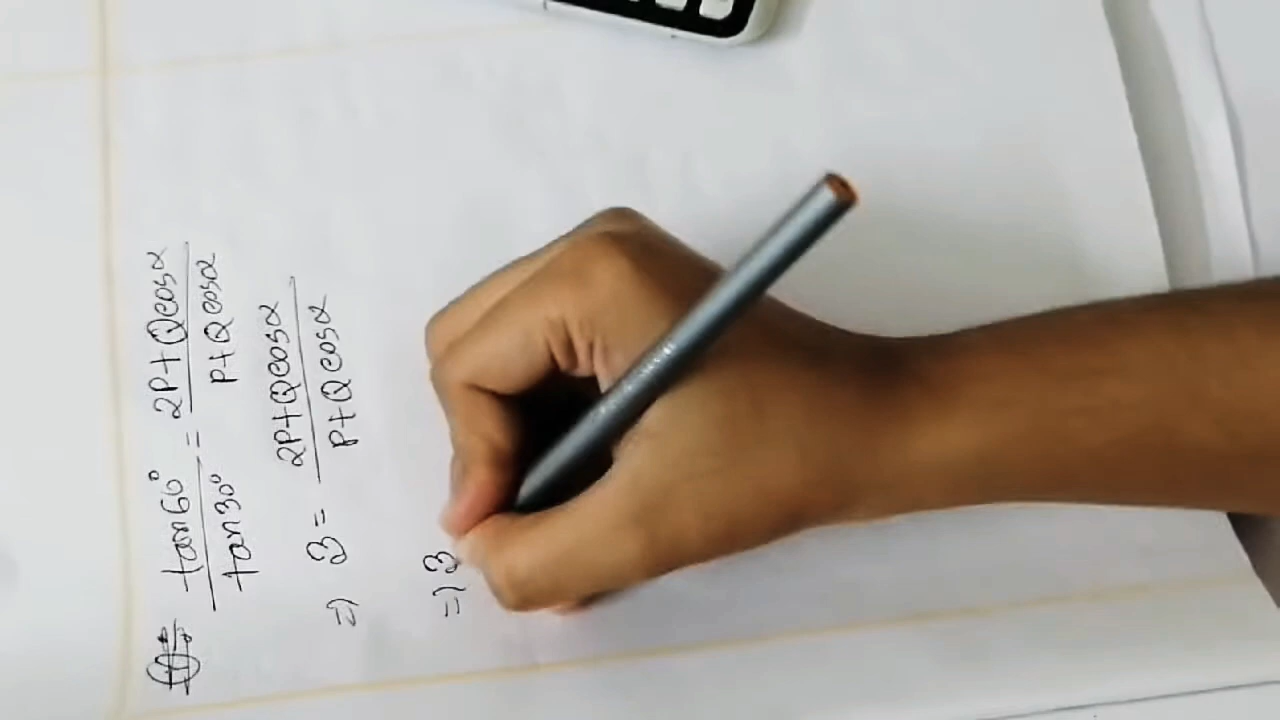 tan60°/tan30° = 2P+Qcosα/P+Qcosα
=) 3 = 2P+Qcosα/P+Qcosα
=) 3